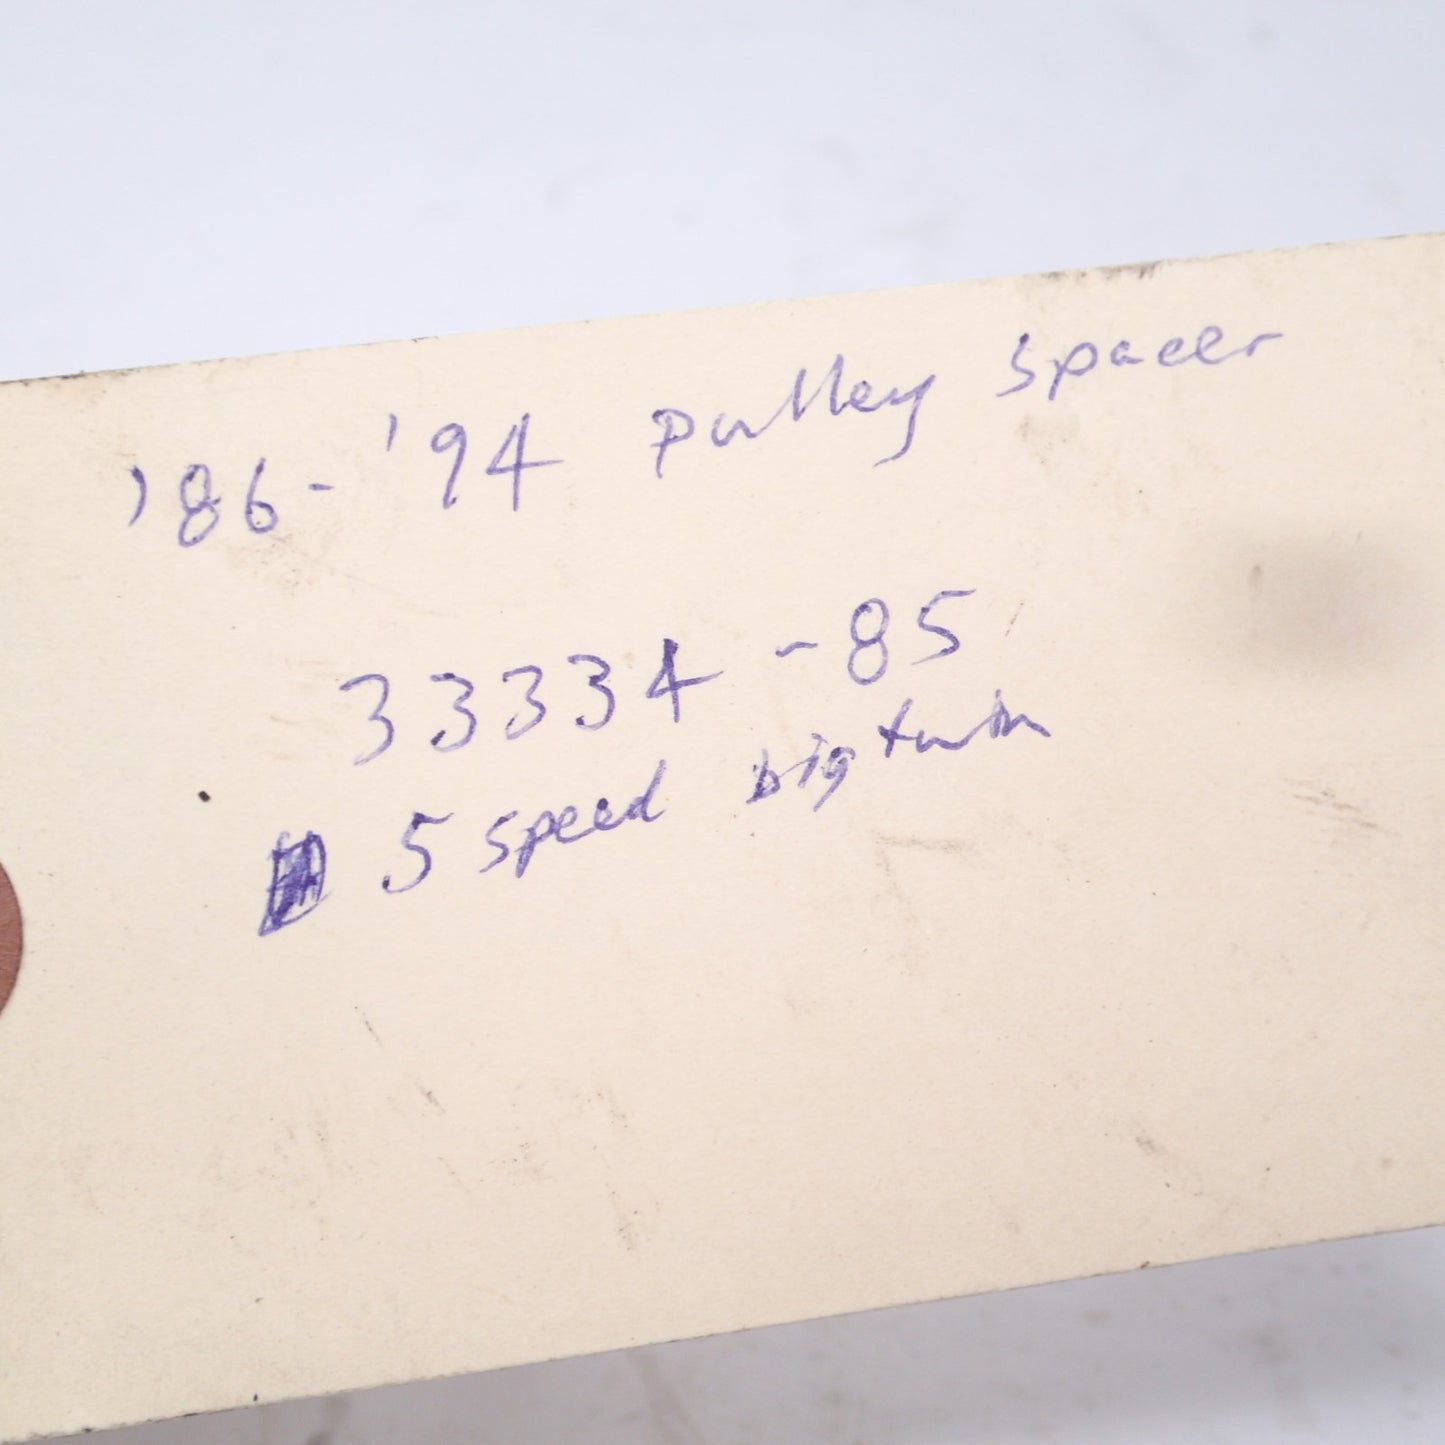 '86-'94 pulley spacer
33334-85
5 speed big twin